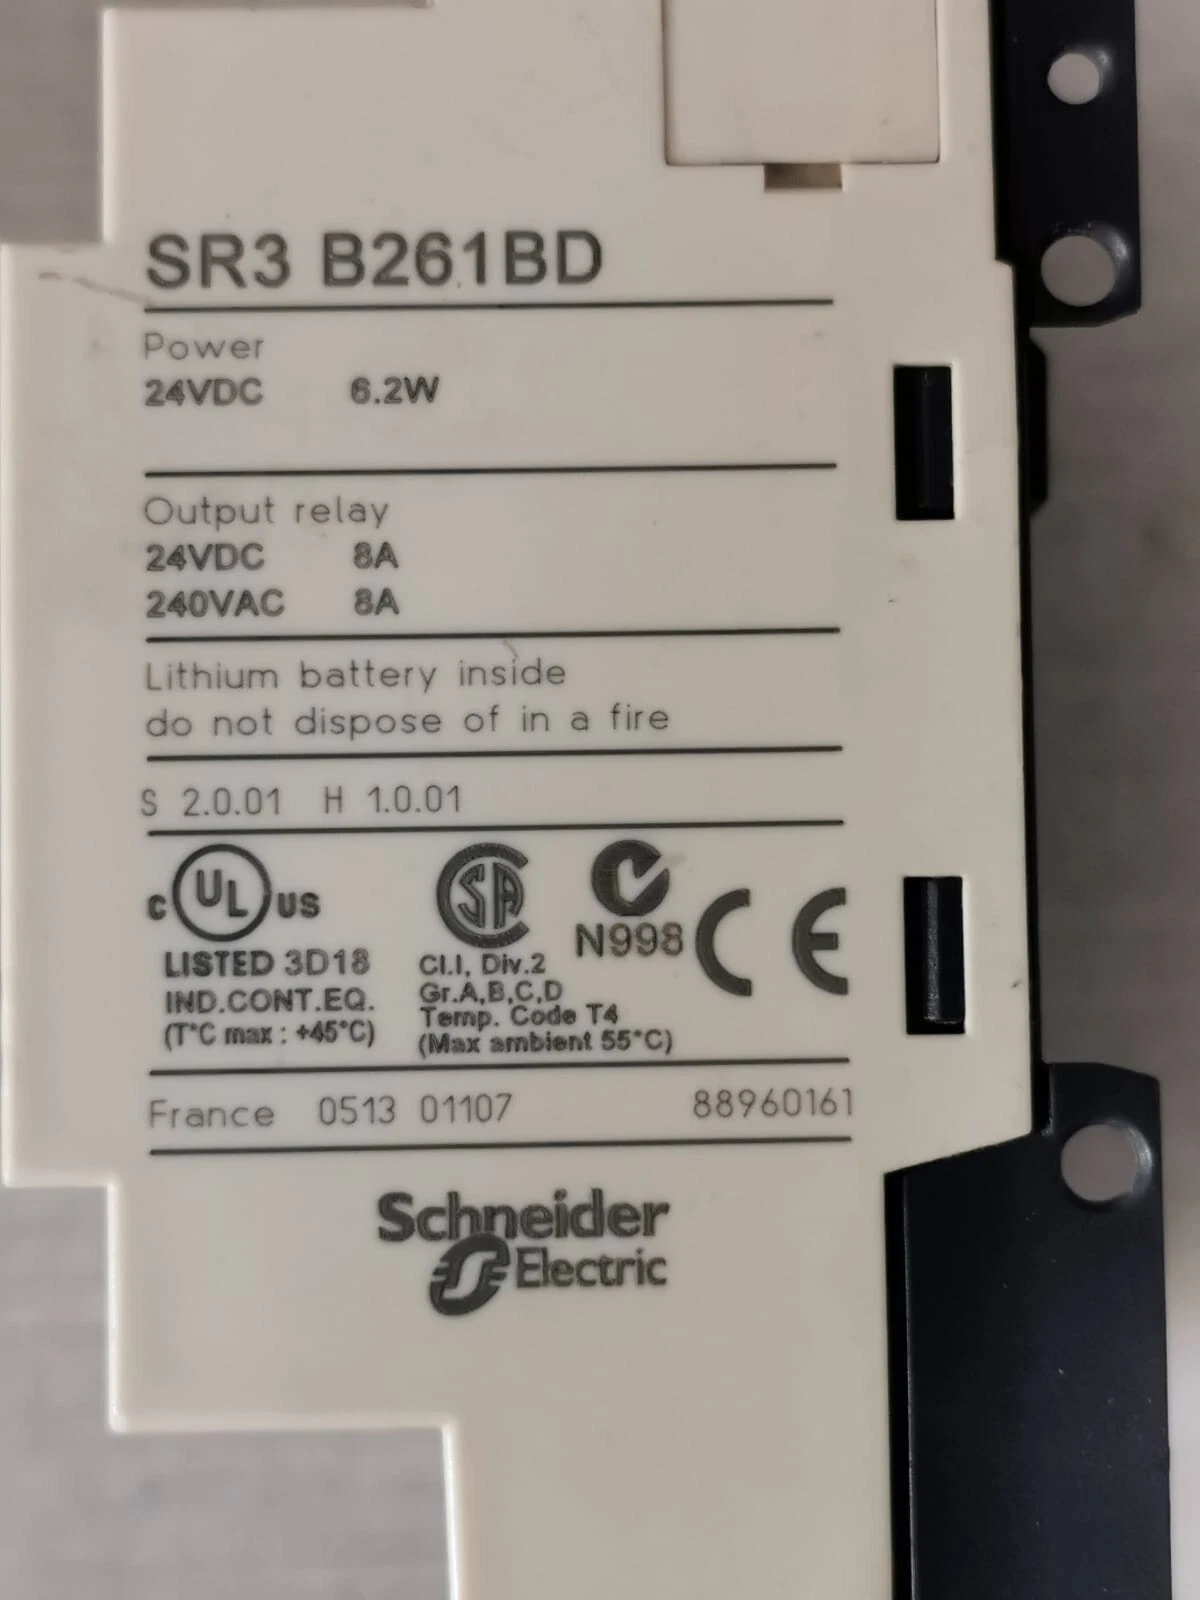 SR3 B261BD
Power
24VDC 6.2W
Output relay
24VDC 8A
240VAC 8A
Lithium battery inside
do not dispose of in a fire
S 2.0.01 H 1.0.01
C UL US
LISTED 3D18
IND.CONT.EQ.
(T°C max : +45°C)
CSA
Cl.I, Div.2
Gr.A,B,C,D
Temp. Code T4
(Max ambient 55°C)
N998
CE
France 0513 01107 88960161
Schneider
Electric